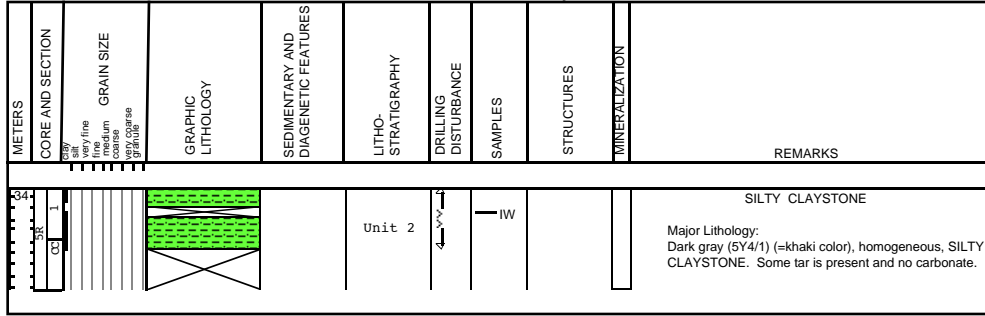 METERS
CORE AND SECTION
GRAIN SIZE
clay
silt
very fine
fine
medium
coarse
very coarse
granule
GRAPHIC
LITHOLOGY
SEDIMENTARY AND
DIAGENETIC FEATURES
LITHO-
STRATIGRAPHY
DRILLING
DISTURBANCE
SAMPLES
STRUCTURES
MINERALIZATION
REMARKS
34
5R
1
CC
Unit 2
IW
SILTY CLAYSTONE
Major Lithology:
Dark gray (5Y4/1) (=khaki color), homogeneous, SILTY
CLAYSTONE. Some tar is present and no carbonate.